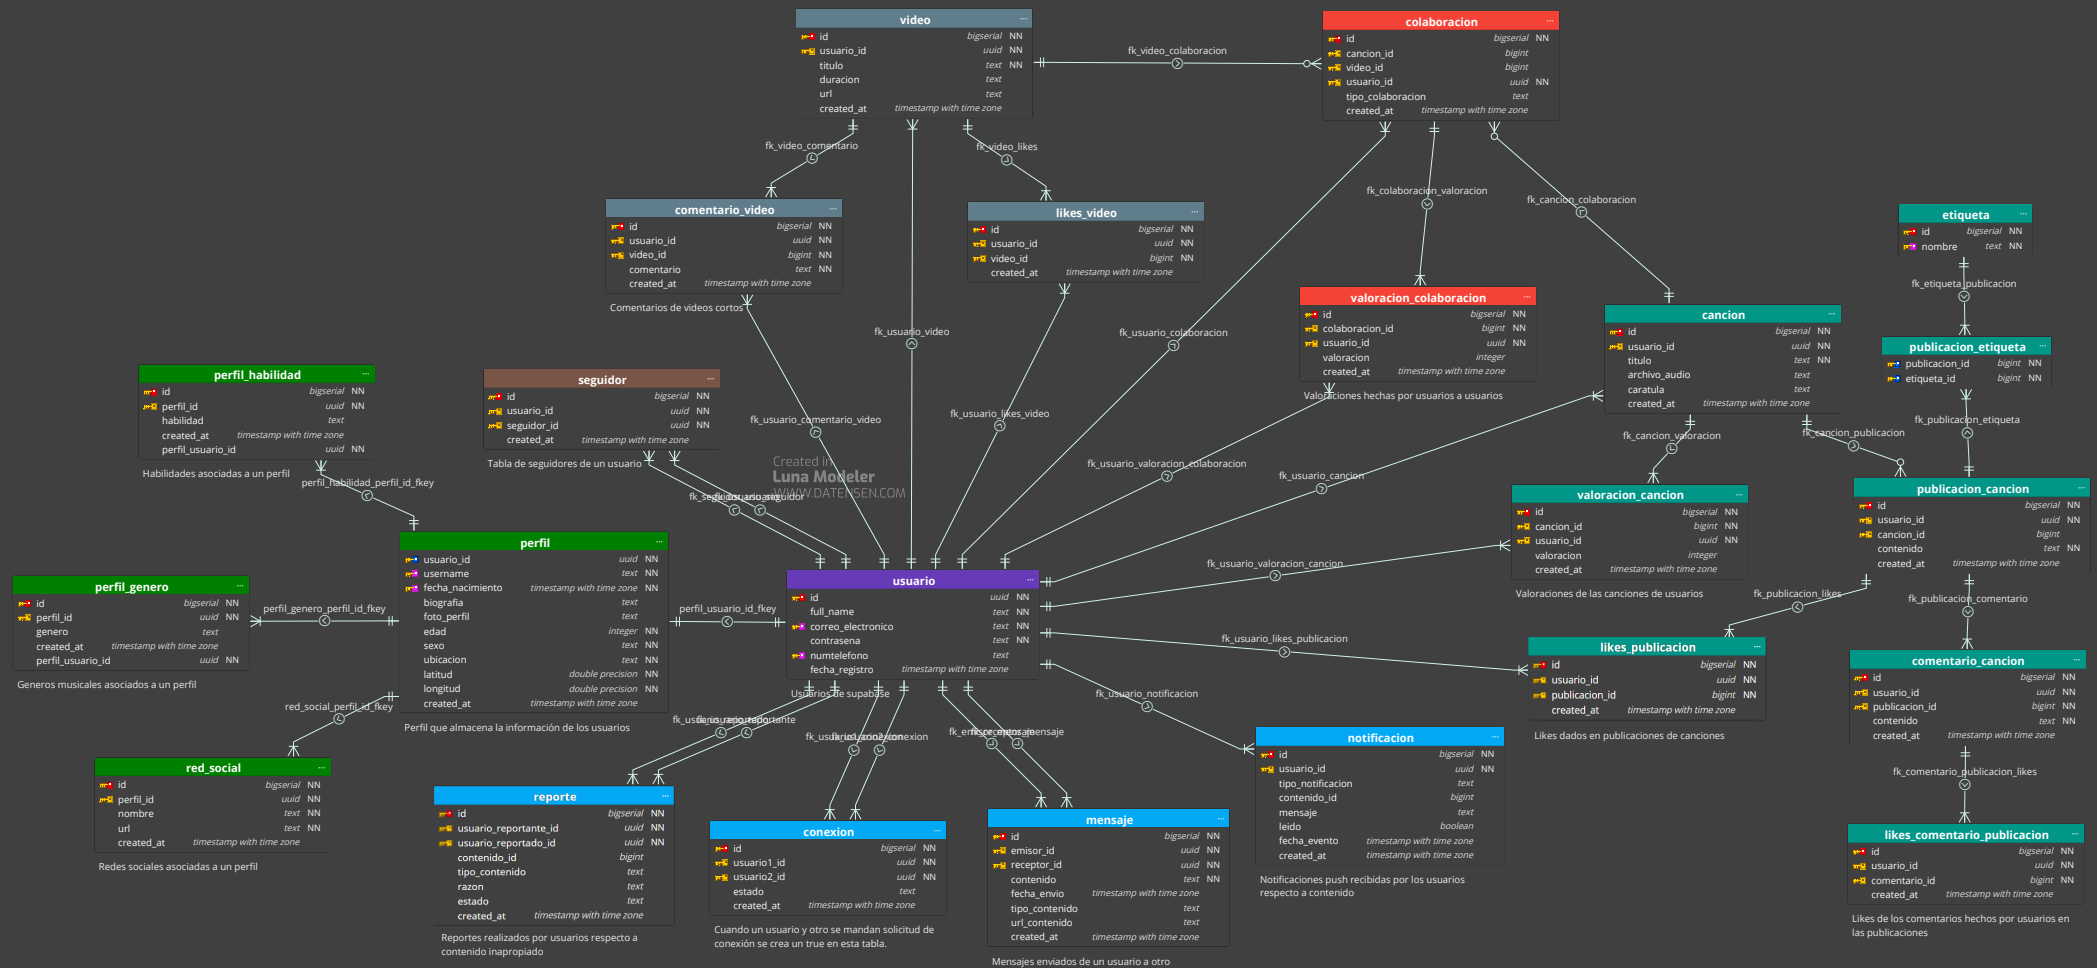 video ...
id bigserial NN
usuario_id uuid NN
titulo text NN
duracion text
url text
created_at timestamp with time zone
fk_video_colaboracion
colaboracion ...
id bigserial NN
cancion_id bigint
video_id bigint
usuario_id uuid NN
tipo_colaboracion text
created_at timestamp with time zone
fk_video_comentario
fk_video_likes
fk_colaboracion_valoracion
fk_cancion_colaboracion
comentario_video ...
id bigserial NN
usuario_id uuid NN
video_id bigint NN
comentario text NN
created_at timestamp with time zone
Comentarios de videos cortos
likes_video ...
id bigserial NN
usuario_id uuid NN
video_id bigint NN
created_at timestamp with time zone
etiqueta ...
id bigserial NN
nombre text NN
fk_etiqueta_publicacion
fk_usuario_video
fk_usuario_colaboracion
valoracion_colaboracion ...
id bigserial NN
colaboracion_id bigint NN
usuario_id uuid NN
valoracion integer
created_at timestamp with time zone
Valoraciones hechas por usuarios a usuarios
cancion ...
id bigserial NN
usuario_id uuid NN
titulo text NN
archivo_audio text
caratula text
created_at timestamp with time zone
publicacion_etiqueta ...
publicacion_id bigint NN
etiqueta_id bigint NN
fk_publicacion_etiqueta
perfil_habilidad ...
id bigserial NN
perfil_id uuid NN
habilidad text
created_at timestamp with time zone
perfil_usuario_id uuid NN
Habilidades asociadas a un perfil
perfil_habilidad_perfil_id_fkey
seguidor ...
id bigserial NN
usuario_id uuid NN
seguidor_id uuid NN
created_at timestamp with time zone
Tabla de seguidores de un usuario
fk_usuario_comentario_video
fk_usuario_likes_video
Created in
Luna Modeler
WWW.DATENSEN.COM
fk_usuario_valoracion_colaboracion
fk_usuario_cancion
fk_cancion_valoracion
fk_cancion_publicacion
valoracion_cancion ...
id bigserial NN
cancion_id bigint NN
usuario_id uuid NN
valoracion integer
created_at timestamp with time zone
Valoraciones de las canciones de usuarios
publicacion_cancion ...
id bigserial NN
usuario_id uuid NN
cancion_id bigint
contenido text NN
created_at timestamp with time zone
perfil ...
usuario_id uuid NN
username text NN
fecha_nacimiento timestamp with time zone NN
biografia text
foto_perfil text
edad integer NN
sexo text NN
ubicacion text NN
latitud double precision NN
longitud double precision NN
created_at timestamp with time zone
Perfil que almacena la información de los usuarios
perfil_genero ...
id bigserial NN
perfil_id uuid NN
genero text
created_at timestamp with time zone
perfil_usuario_id uuid NN
Generos musicales asociados a un perfil
perfil_genero_perfil_id_fkey
perfil_usuario_id_fkey
usuario ...
id uuid NN
full_name text NN
correo_electronico text NN
contrasena text NN
numtelefono text
fecha_registro timestamp with time zone
Usuarios de supabase
fk_usuario_valoracion_cancion
fk_publicacion_likes
fk_publicacion_comentario
fk_usuario_likes_publicacion
likes_publicacion ...
id bigserial NN
usuario_id uuid NN
publicacion_id bigint NN
created_at timestamp with time zone
Likes dados en publicaciones de canciones
comentario_cancion ...
id bigserial NN
usuario_id uuid NN
publicacion_id bigint NN
contenido text NN
created_at timestamp with time zone
fk_comentario_publicacion_likes
red_social_perfil_id_fkey
red_social ...
id bigserial NN
perfil_id uuid NN
nombre text NN
url text NN
created_at timestamp with time zone
Redes sociales asociadas a un perfil
fk_usuario_notificacion
reporte ...
id bigserial NN
usuario_reportante_id uuid NN
usuario_reportado_id uuid NN
contenido_id bigint
tipo_contenido text
razon text
estado text
created_at timestamp with time zone
Reportes realizados por usuarios respecto a
contenido inapropiado
conexion ...
id bigserial NN
usuario1_id uuid NN
usuario2_id uuid NN
estado text
created_at timestamp with time zone
Cuando un usuario y otro se mandan solicitud de
conexión se crea un true en esta tabla.
mensaje ...
id bigserial NN
emisor_id uuid NN
receptor_id uuid NN
contenido text NN
fecha_envio timestamp with time zone
tipo_contenido text
url_contenido text
created_at timestamp with time zone
Mensajes enviados de un usuario a otro
notificacion ...
id bigserial NN
usuario_id uuid NN
tipo_notificacion text
contenido_id bigint
mensaje text
leido boolean
fecha_evento timestamp with time zone
created_at timestamp with time zone
Notificaciones push recibidas por los usuarios
respecto a contenido
likes_comentario_publicacion ...
id bigserial NN
usuario_id uuid NN
comentario_id bigint NN
created_at timestamp with time zone
Likes de los comentarios hechos por usuarios en
las publicaciones